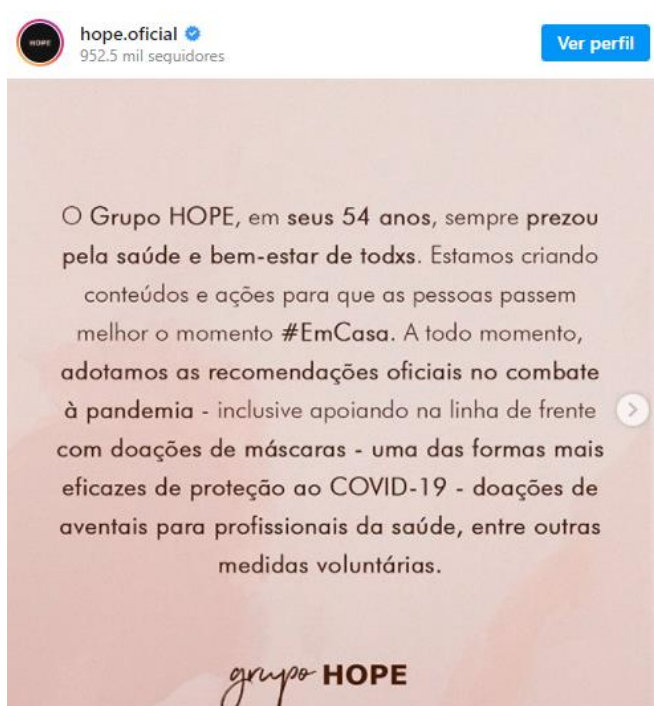 HOPE
hope.oficial
952.5 mil seguidores
Ver perfil
O Grupo HOPE, em seus 54 anos, sempre prezou
pela saúde e bem-estar de todxs. Estamos criando
conteúdos e ações para que as pessoas passem
melhor o momento #EmCasa. A todo momento,
adotamos as recomendações oficiais no combate
à pandemia - inclusive apoiando na linha de frente
com doações de máscaras - uma das formas mais
eficazes de proteção ao COVID-19 - doações de
aventais para profissionais da saúde, entre outras
medidas voluntárias.
grupo HOPE